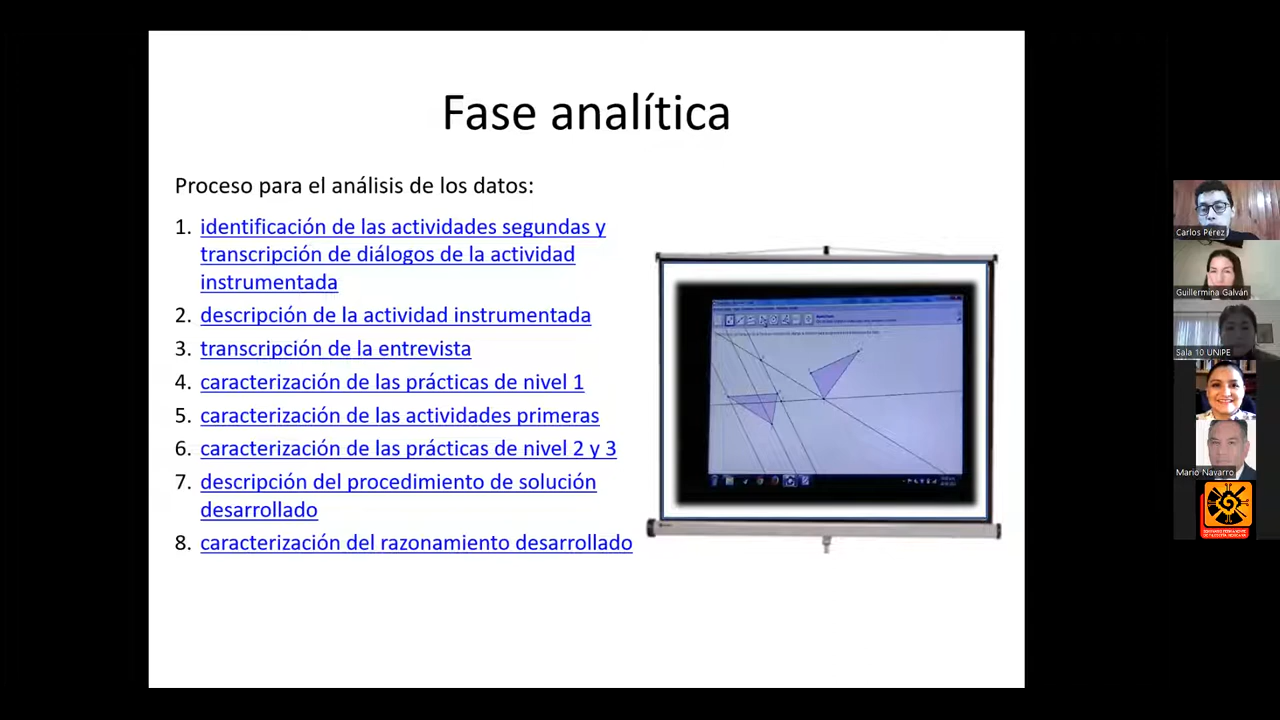 Fase analítica
Proceso para el análisis de los datos:
1. identificación de las actividades segundas y
transcripción de diálogos de la actividad
instrumentada
2. descripción de la actividad instrumentada
3. transcripción de la entrevista
4. caracterización de las prácticas de nivel 1
5. caracterización de las actividades primeras
6. caracterización de las prácticas de nivel 2 y 3
7. descripción del procedimiento de solución
desarrollado
8. caracterización del razonamiento desarrollado
Carlos Pérez
Guillermina Galván
Sala 10 UNIPE
Mario Navarro